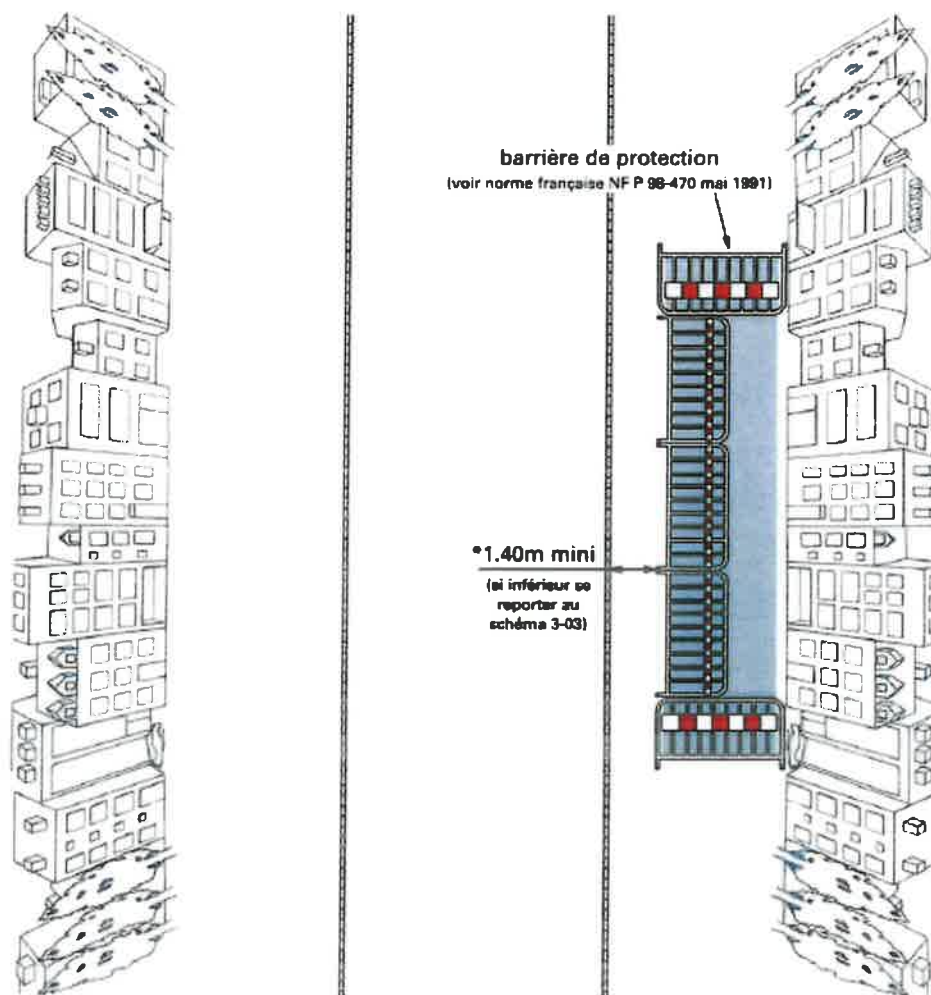 barrière de protection
(voir norme française NF P 98-470 mai 1991)
*1.40m mini
(si inférieur se
reporter au
schéma 3-03)